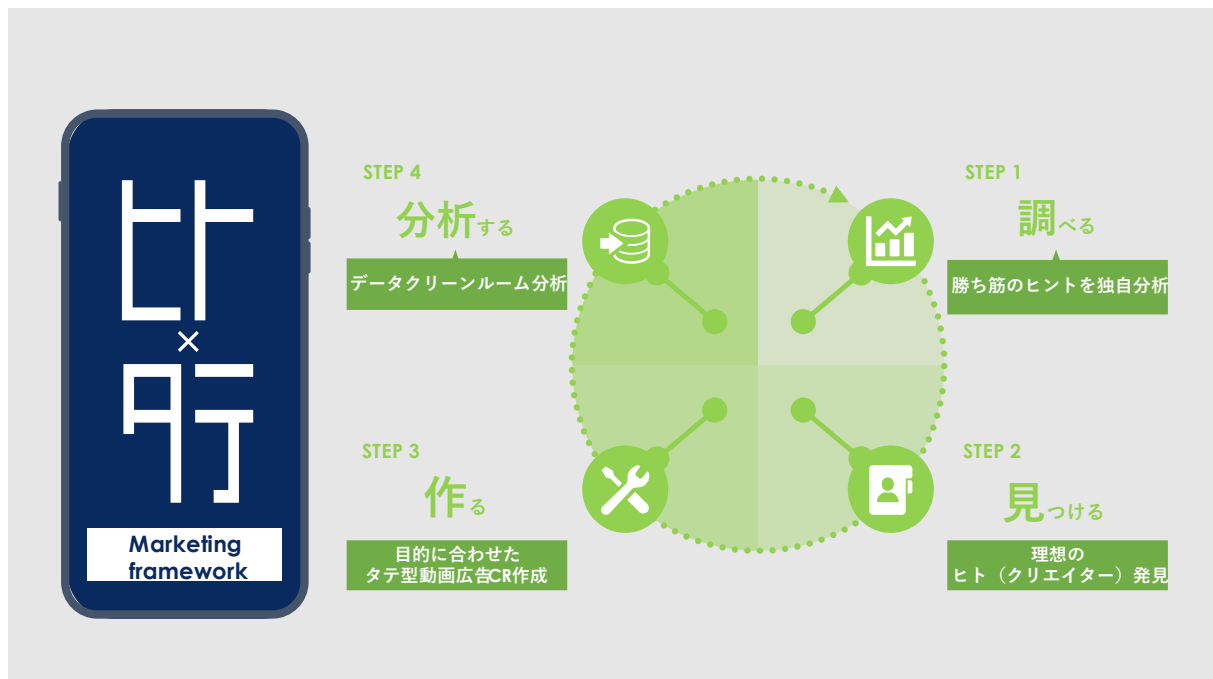 ヒト
×
タテ
Marketing
framework
STEP 1
調べる
勝ち筋のヒントを独自分析
STEP 2
見つける
理想の
ヒト（クリエイター）発見
STEP 3
作る
目的に合わせた
タテ型動画広告CR作成
STEP 4
分析する
データクリーンルーム分析